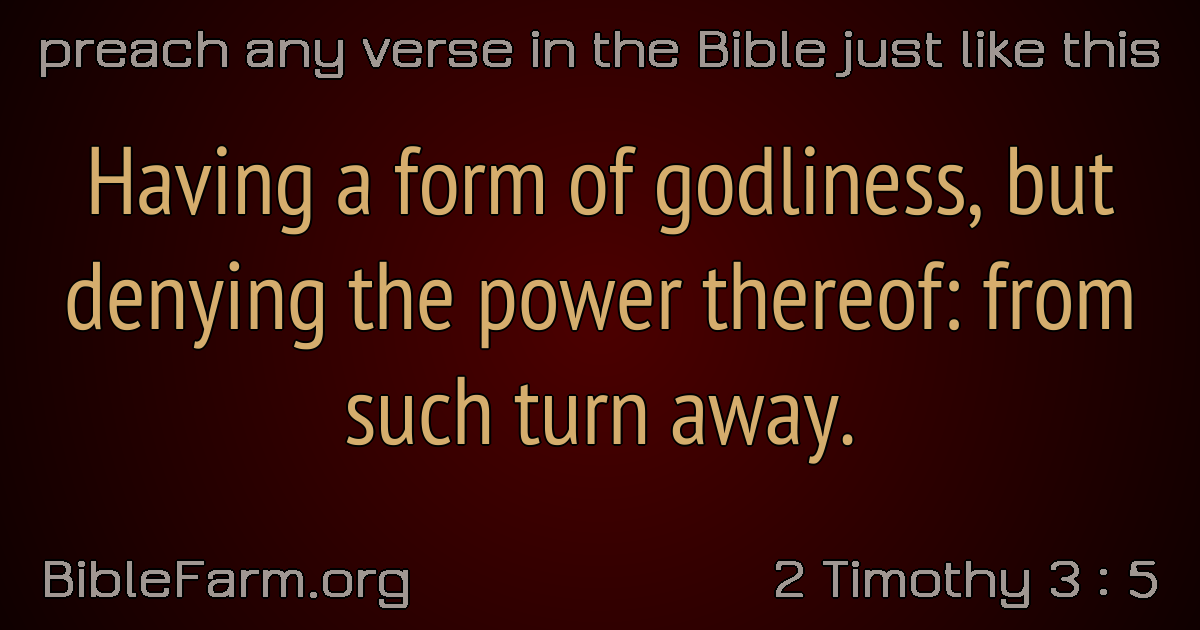 preach any verse in the Bible just like this
Having a form of godliness, but
denying the power thereof: from
such turn away.
BibleFarm.org
2 Timothy 3 : 5